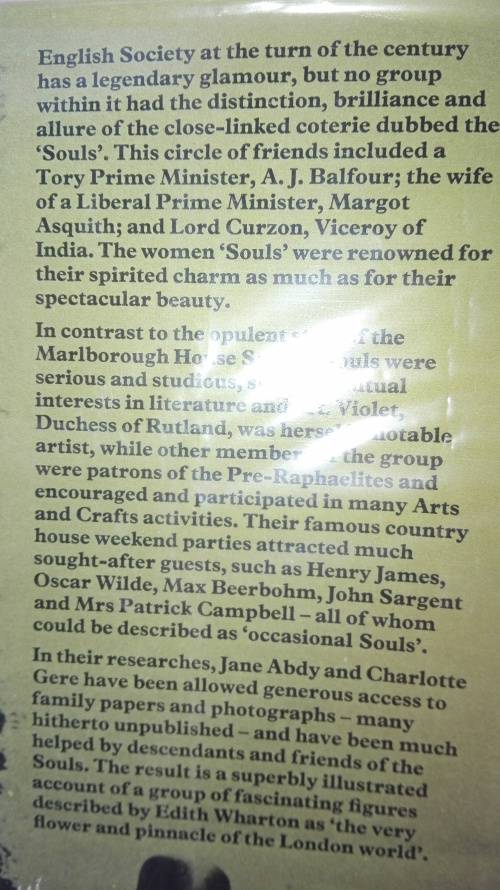 English Society at the turn of the century
has a legendary glamour, but no group
within it had the distinction, brilliance and
allure of the close-linked coterie dubbed the
‘Souls’. This circle of friends included a
Tory Prime Minister, A. J. Balfour; the wife
of a Liberal Prime Minister, Margot
Asquith; and Lord Curzon, Viceroy of
India. The women ‘Souls’ were renowned for
their spirited charm as much as for their
spectacular beauty.
In contrast to the opulent of the
Marlborough House were
serious and studious,
interests in literature and Violet,
Duchess of Rutland, was notable
artist, while other the group
were patrons of the Pre-Raphaelites and
encouraged and participated in many Arts
and Crafts activities. Their famous country
house weekend parties attracted much
sought-after guests, such as Henry James,
Oscar Wilde, Max Beerbohm, John Sargent
and Mrs Patrick Campbell – all of whom
could be described as ‘occasional Souls’.
In their researches, Jane Abdy and Charlotte
Gere have been allowed generous access to
family papers and photographs – many
hitherto unpublished – and have been much
helped by descendants and friends of the
Souls. The result is a superbly illustrated
account of a group of fascinating figures
described by Edith Wharton as ‘the very
flower and pinnacle of the London world’.